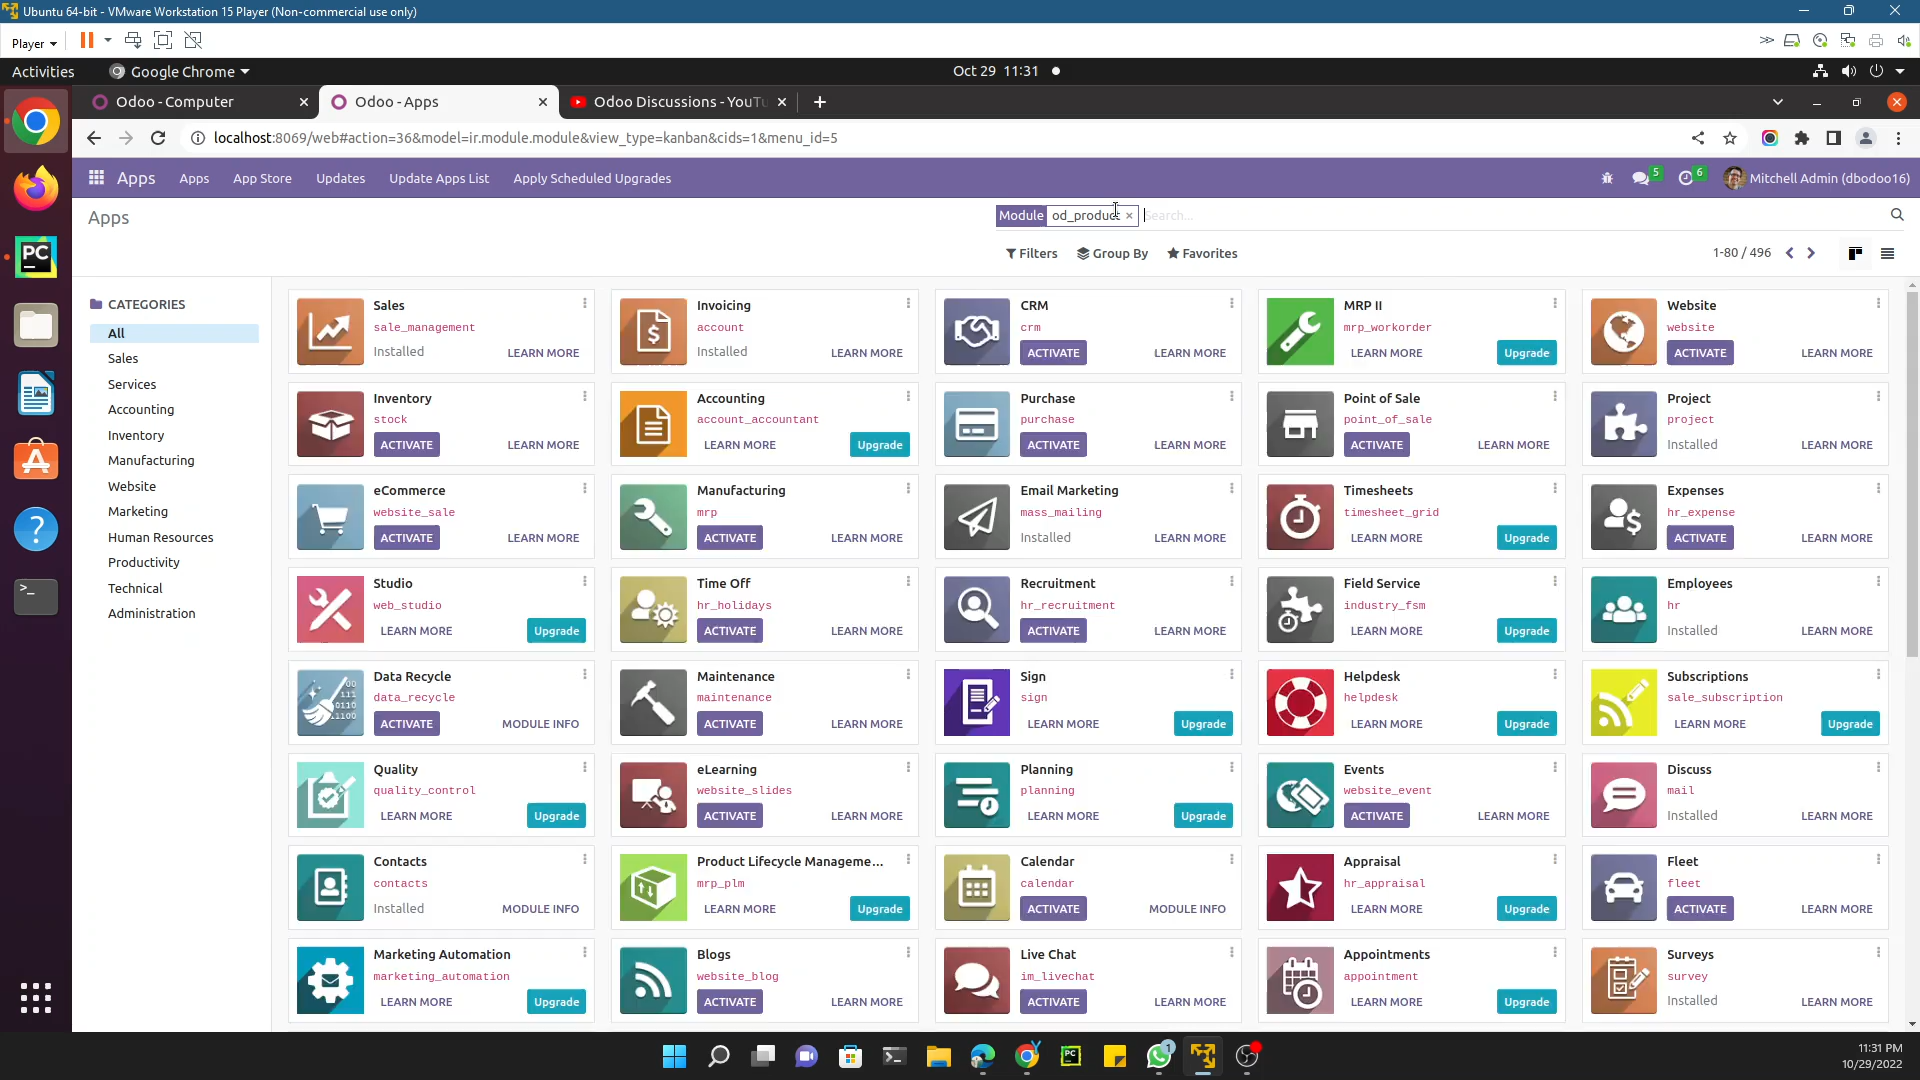 Ubuntu 64-bit - VMware Workstation 15 Player (Non-commercial use only)
Player
Activities
Google Chrome
Oct 29 11:31
Odoo - Computer
Odoo - Apps
Odoo Discussions - YouTu
localhost:8069/web#action=36&model=ir.module.module&view_type=kanban&cids=1&menu_id=5
Apps
Apps
App Store
Updates
Update Apps List
Apply Scheduled Upgrades
5
6
Mitchell Admin (dbodoo16)
Apps
Module
od_product
Search...
Filters
Group By
Favorites
1-80 / 496
CATEGORIES
All
Sales
Services
Accounting
Inventory
Manufacturing
Website
Marketing
Human Resources
Productivity
Technical
Administration
Sales
sale_management
Installed
LEARN MORE
Invoicing
account
Installed
LEARN MORE
CRM
crm
ACTIVATE
LEARN MORE
MRP II
mrp_workorder
LEARN MORE
Upgrade
Website
website
ACTIVATE
LEARN MORE
Inventory
stock
ACTIVATE
LEARN MORE
Accounting
account_accountant
LEARN MORE
Upgrade
Purchase
purchase
ACTIVATE
LEARN MORE
Point of Sale
point_of_sale
ACTIVATE
LEARN MORE
Project
project
Installed
LEARN MORE
eCommerce
website_sale
ACTIVATE
LEARN MORE
Manufacturing
mrp
ACTIVATE
LEARN MORE
Email Marketing
mass_mailing
Installed
LEARN MORE
Timesheets
timesheet_grid
LEARN MORE
Upgrade
Expenses
hr_expense
ACTIVATE
LEARN MORE
Studio
web_studio
LEARN MORE
Upgrade
Time Off
hr_holidays
ACTIVATE
LEARN MORE
Recruitment
hr_recruitment
ACTIVATE
LEARN MORE
Field Service
industry_fsm
LEARN MORE
Upgrade
Employees
hr
Installed
LEARN MORE
Data Recycle
data_recycle
ACTIVATE
MODULE INFO
Maintenance
maintenance
ACTIVATE
LEARN MORE
Sign
sign
LEARN MORE
Upgrade
Helpdesk
helpdesk
LEARN MORE
Upgrade
Subscriptions
sale_subscription
LEARN MORE
Upgrade
Quality
quality_control
LEARN MORE
Upgrade
eLearning
website_slides
ACTIVATE
LEARN MORE
Planning
planning
LEARN MORE
Upgrade
Events
website_event
ACTIVATE
LEARN MORE
Discuss
mail
Installed
LEARN MORE
Contacts
contacts
Installed
MODULE INFO
Product Lifecycle Manageme...
mrp_plm
LEARN MORE
Upgrade
Calendar
calendar
ACTIVATE
MODULE INFO
Appraisal
hr_appraisal
LEARN MORE
Upgrade
Fleet
fleet
ACTIVATE
LEARN MORE
Marketing Automation
marketing_automation
LEARN MORE
Upgrade
Blogs
website_blog
ACTIVATE
LEARN MORE
Live Chat
im_livechat
ACTIVATE
LEARN MORE
Appointments
appointment
LEARN MORE
Upgrade
Surveys
survey
Installed
LEARN MORE
11:31 PM
10/29/2022